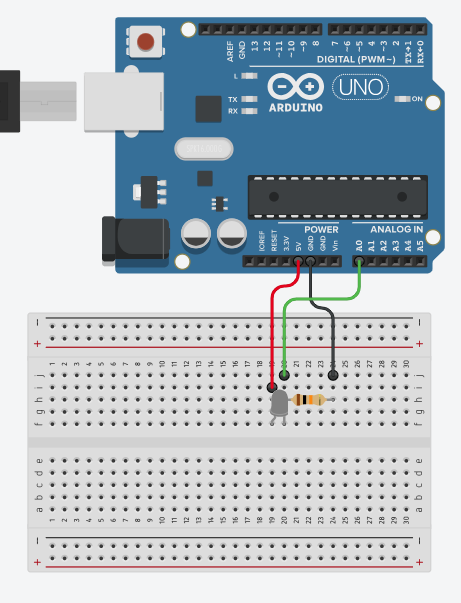 AREF
GND
13
12
~11
~10
~9
8
7
~6
~5
4
~3
2
TX→1
RX←0
DIGITAL (PWM~)
L
TX
RX
ARDUINO
UNO
ON
POWER
ANALOG IN
IOREF
RESET
3.3V
5V
GND
GND
Vin
A0
A1
A2
A3
A4
A5
1 2 3 4 5 6 7 8 9 10 11 12 13 14 15 16 17 18 21 22 23 25 26 27 28 29 30
j j
i i
h h
g g
f f
e e
d d
c c
b b
a a
1 2 3 4 5 6 7 8 9 10 11 12 13 14 15 16 17 18 19 20 21 22 23 24 25 26 27 28 29 30